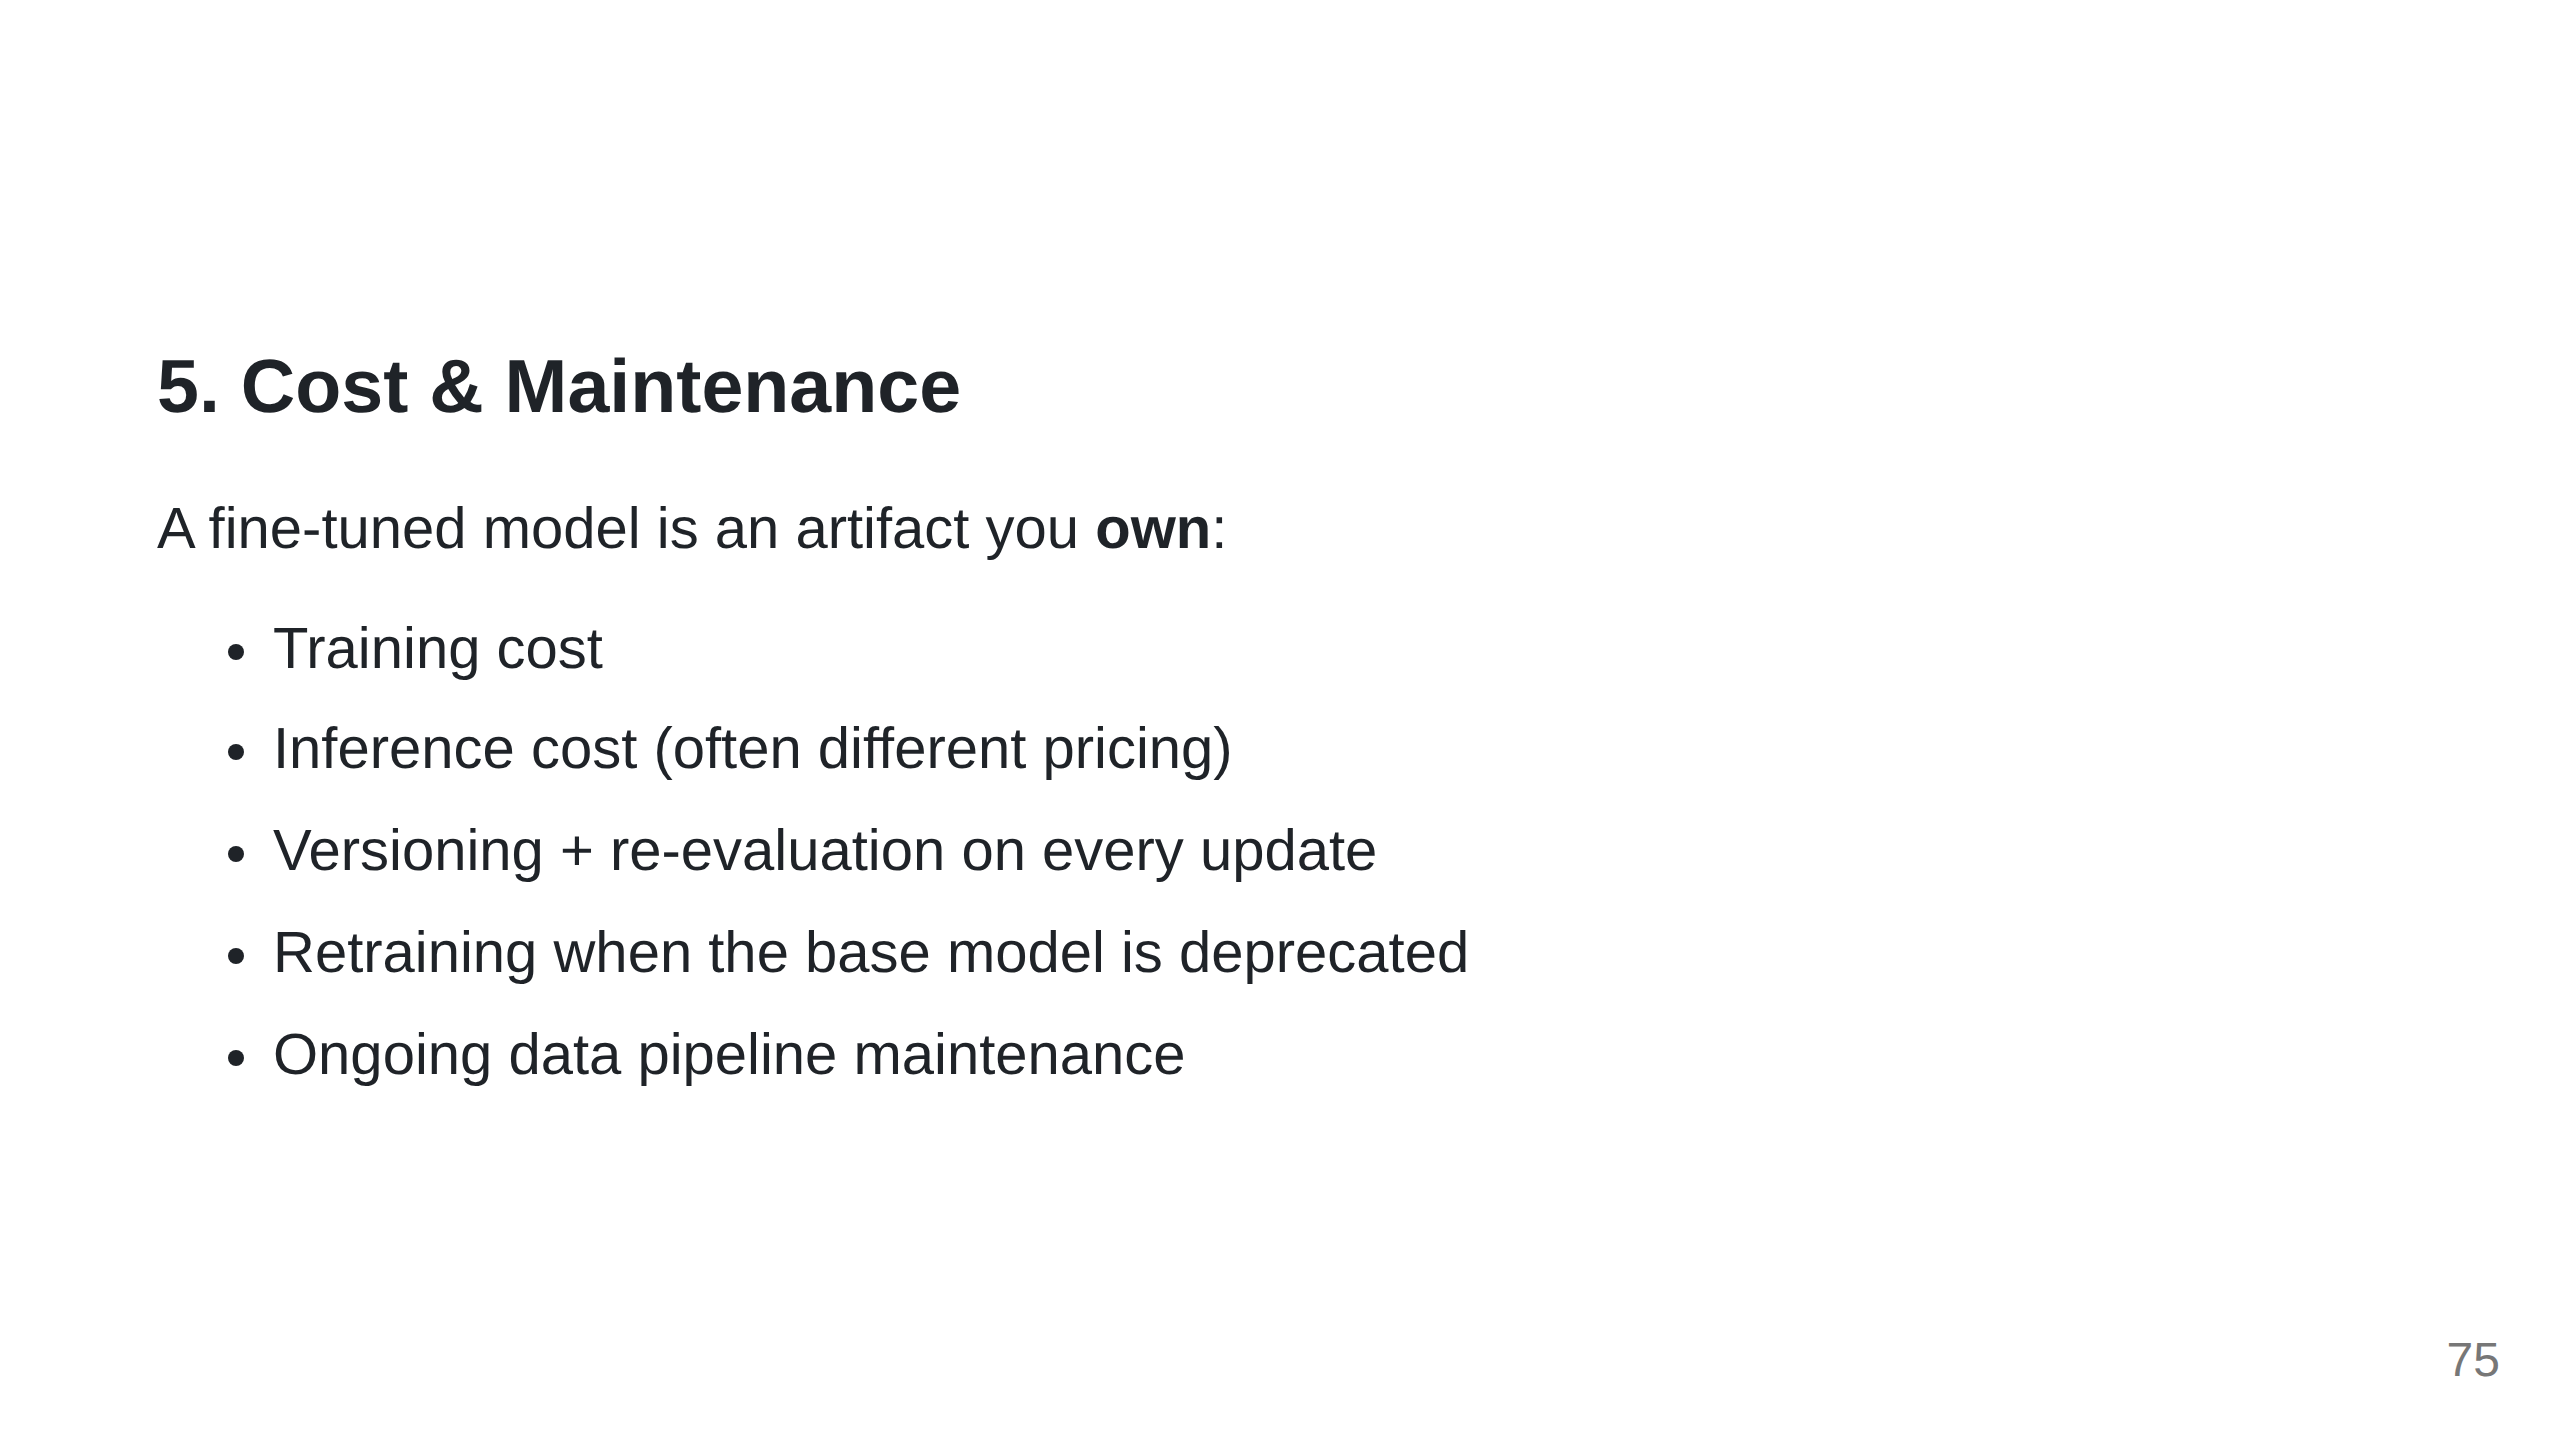 5. Cost & Maintenance
A fine-tuned model is an artifact you own:
• Training cost
• Inference cost (often different pricing)
• Versioning + re-evaluation on every update
• Retraining when the base model is deprecated
• Ongoing data pipeline maintenance
75